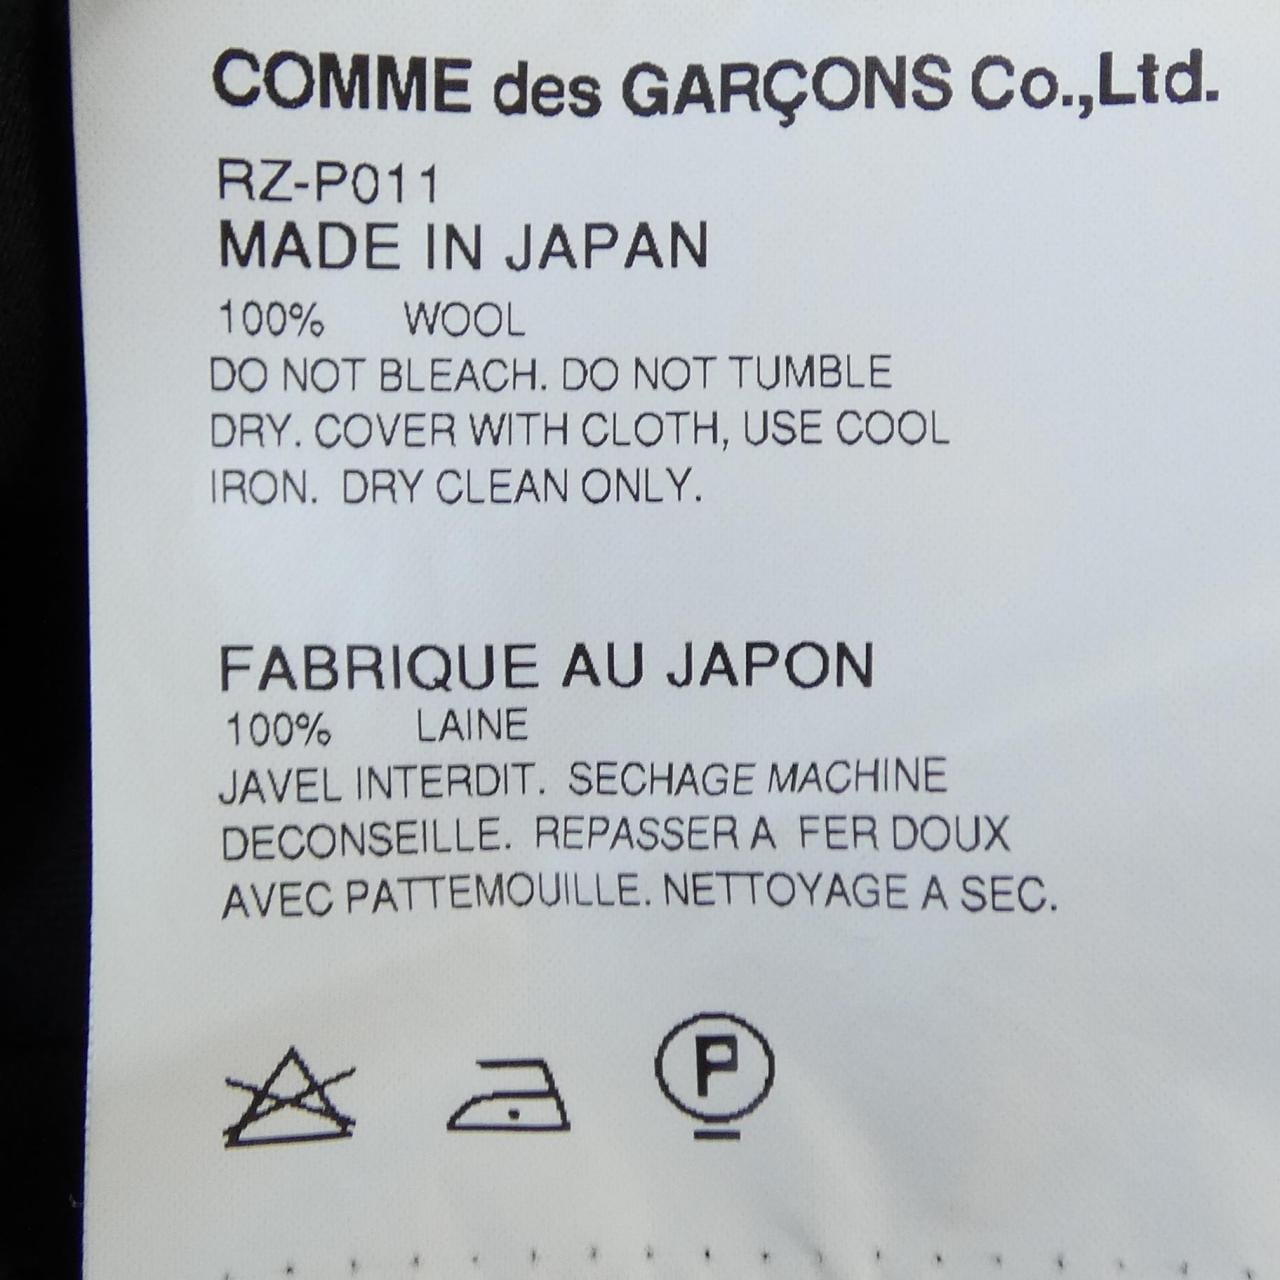 COMME des GARÇONS Co.,Ltd.
RZ-P011
MADE IN JAPAN
100% WOOL
DO NOT BLEACH. DO NOT TUMBLE
DRY. COVER WITH CLOTH, USE COOL
IRON. DRY CLEAN ONLY.
FABRIQUE AU JAPON
100% LAINE
JAVEL INTERDIT. SECHAGE MACHINE
DECONSEILLE. REPASSER A FER DOUX
AVEC PATTEMOUILLE. NETTOYAGE A SEC.
P